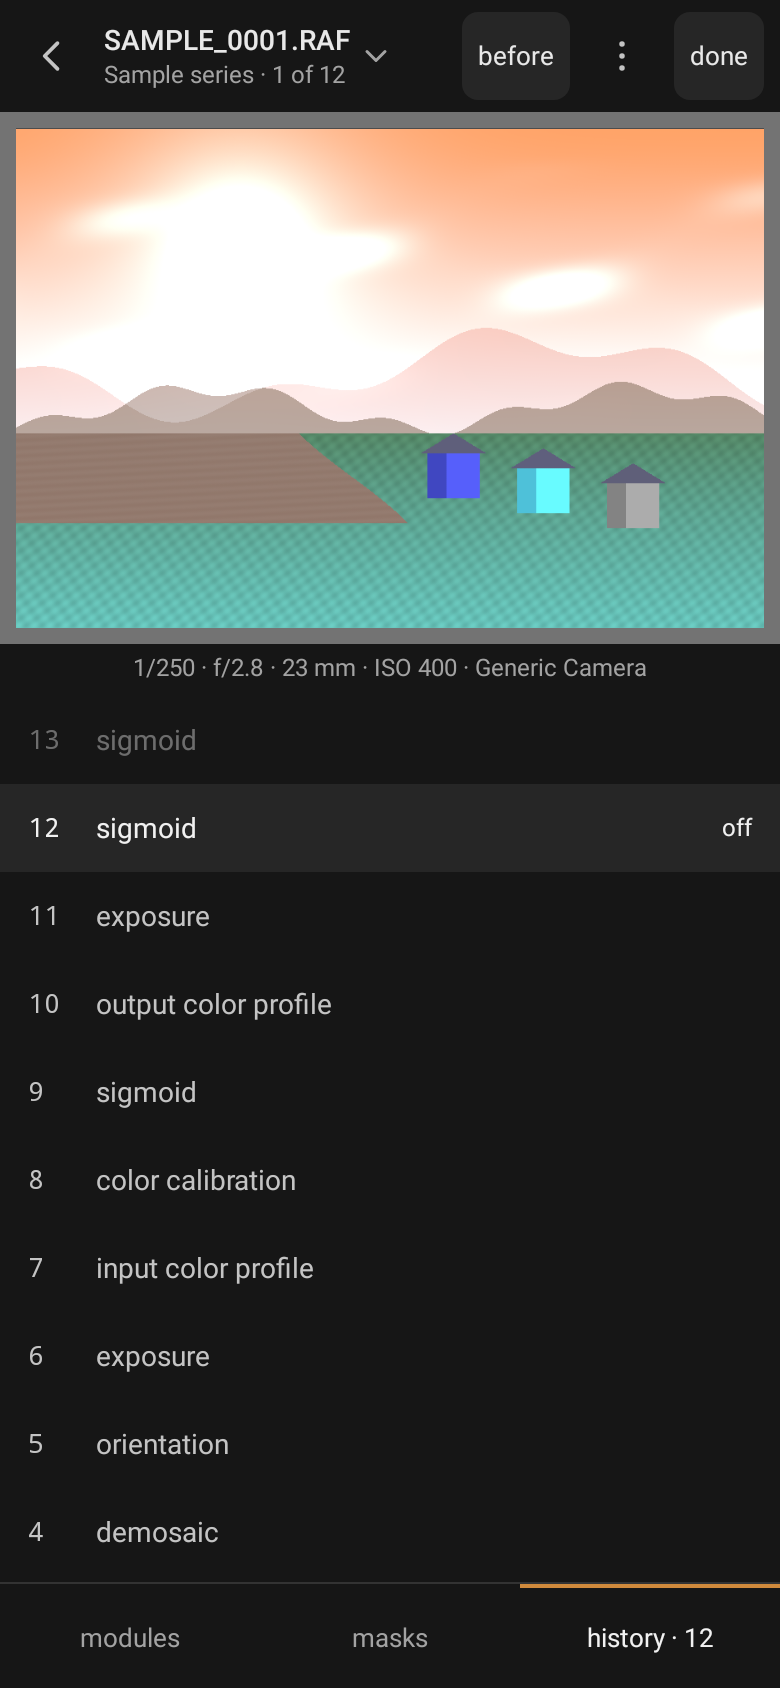 SAMPLE_0001.RAF
Sample series · 1 of 12
before
done
1/250 · f/2.8 · 23 mm · ISO 400 · Generic Camera
13 sigmoid
12 sigmoid off
11 exposure
10 output color profile
9 sigmoid
8 color calibration
7 input color profile
6 exposure
5 orientation
4 demosaic
modules masks history · 12